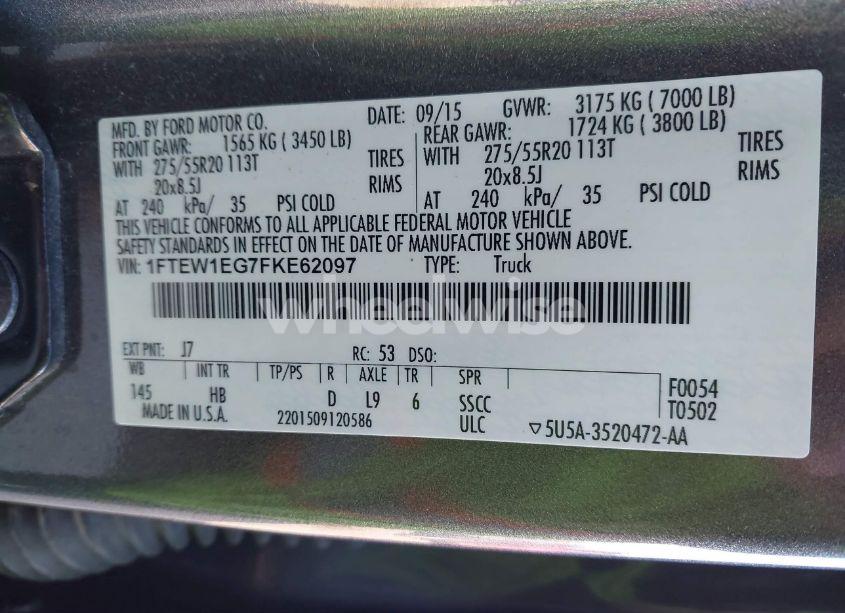 MFD. BY FORD MOTOR CO. DATE: 09/15 GVWR: 3175 KG ( 7000 LB)
FRONT GAWR: 1565 KG ( 3450 LB) REAR GAWR: 1724 KG ( 3800 LB)
WITH 275/55R20 113T TIRES WITH 275/55R20 113T TIRES
20x8.5J RIMS 20x8.5J RIMS
AT 240 kPa/ 35 PSI COLD AT 240 kPa/ 35 PSI COLD
THIS VEHICLE CONFORMS TO ALL APPLICABLE FEDERAL MOTOR VEHICLE
SAFETY STANDARDS IN EFFECT ON THE DATE OF MANUFACTURE SHOWN ABOVE.
VIN: 1FTEW1EG7FKE62097 TYPE: Truck
wheelwise
EXT PNT: J7 RC: 53 DSO:
WB INT TR TP/PS R AXLE TR SPR F0054
145 HB D L9 6 SSCC T0502
MADE IN U.S.A. 2201509120586 ULC ▽5U5A-3520472-AA